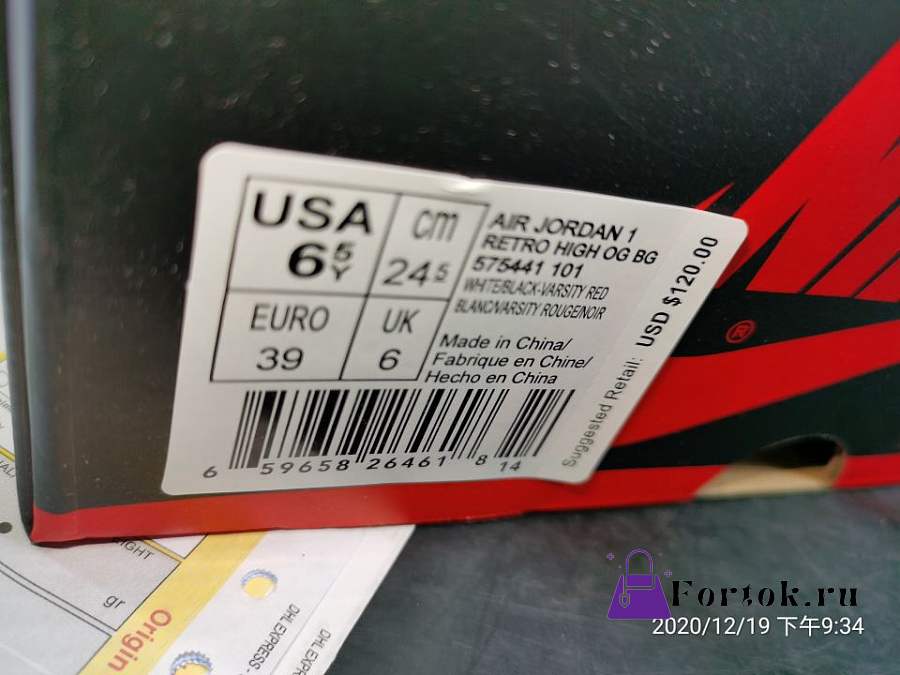 USA
6 5Y
cm
24 5
EURO
39
UK
6
AIR JORDAN 1
RETRO HIGH OG BG
575441 101
WHITE/BLACK-VARSITY RED
BLANC/VARSITY ROUGE/NOIR
Made in China/
Fabrique en Chine/
Hecho en China
Suggested Retail: USD $120.00
6 59658 26461 8 14
®
gr
Origin
DHL EXPRESS -
DHL EXPR
Fortok.ru
2020/12/19 下午9:34